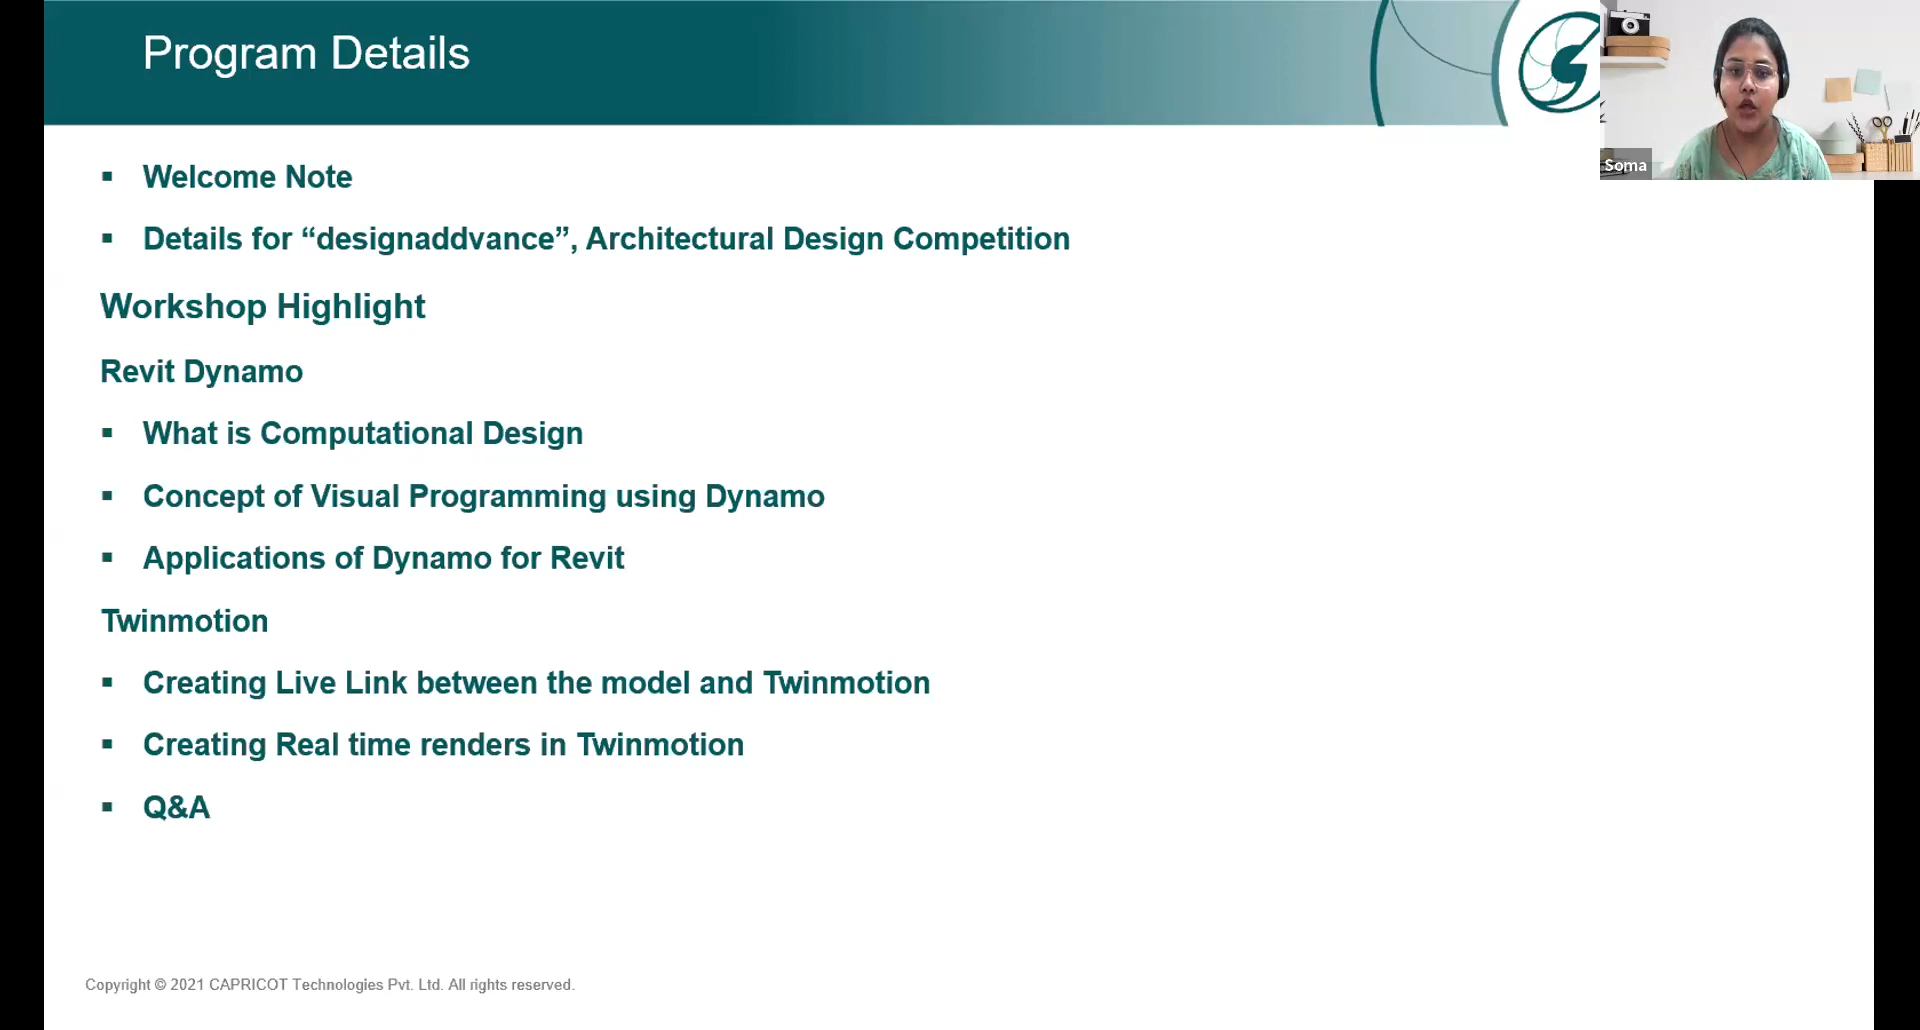 Program Details
Soma
▪ Welcome Note
▪ Details for “designaddvance”, Architectural Design Competition
Workshop Highlight
Revit Dynamo
▪ What is Computational Design
▪ Concept of Visual Programming using Dynamo
▪ Applications of Dynamo for Revit
Twinmotion
▪ Creating Live Link between the model and Twinmotion
▪ Creating Real time renders in Twinmotion
▪ Q&A
Copyright © 2021 CAPRICOT Technologies Pvt. Ltd. All rights reserved.